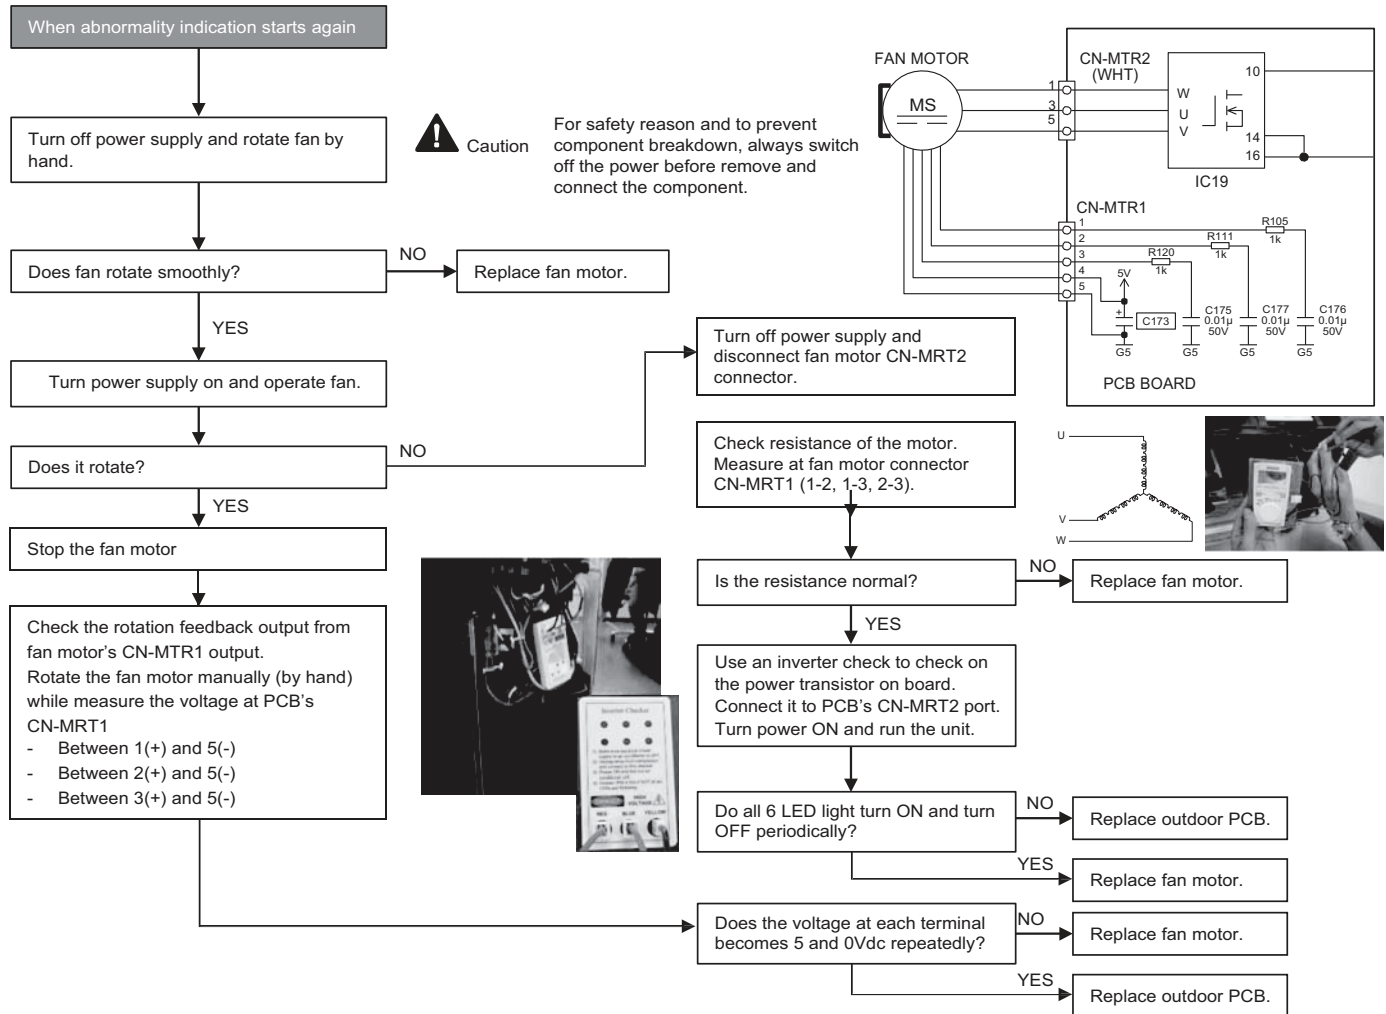 When abnormality indication starts again
Turn off power supply and rotate fan by
hand.
Caution
For safety reason and to prevent
component breakdown, always switch
off the power before remove and
connect the component.
Does fan rotate smoothly?
NO
Replace fan motor.
YES
Turn power supply on and operate fan.
Does it rotate?
NO
YES
Stop the fan motor
Check the rotation feedback output from
fan motor's CN-MTR1 output.
Rotate the fan motor manually (by hand)
while measure the voltage at PCB's
CN-MRT1
- Between 1(+) and 5(-)
- Between 2(+) and 5(-)
- Between 3(+) and 5(-)
Turn off power supply and
disconnect fan motor CN-MRT2
connector.
Check resistance of the motor.
Measure at fan motor connector
CN-MRT1 (1-2, 1-3, 2-3).
Is the resistance normal?
NO
Replace fan motor.
YES
Use an inverter check to check on
the power transistor on board.
Connect it to PCB's CN-MRT2 port.
Turn power ON and run the unit.
Do all 6 LED light turn ON and turn
OFF periodically?
NO
Replace outdoor PCB.
YES
Replace fan motor.
Does the voltage at each terminal
becomes 5 and 0Vdc repeatedly?
NO
Replace fan motor.
YES
Replace outdoor PCB.
FAN MOTOR
MS
CN-MTR2
(WHT)
1
3
5
W
U
V
10
14
16
IC19
CN-MTR1
1
2
3
4
5
R105
1k
R111
1k
R120
1k
5V
+
C173
C175
0.01µ
50V
C177
0.01µ
50V
C176
0.01µ
50V
G5
G5
G5
G5
PCB BOARD
U
V
W
Inverter Checker
HIGH
VOLTAGE
RED BLUE YELLOW